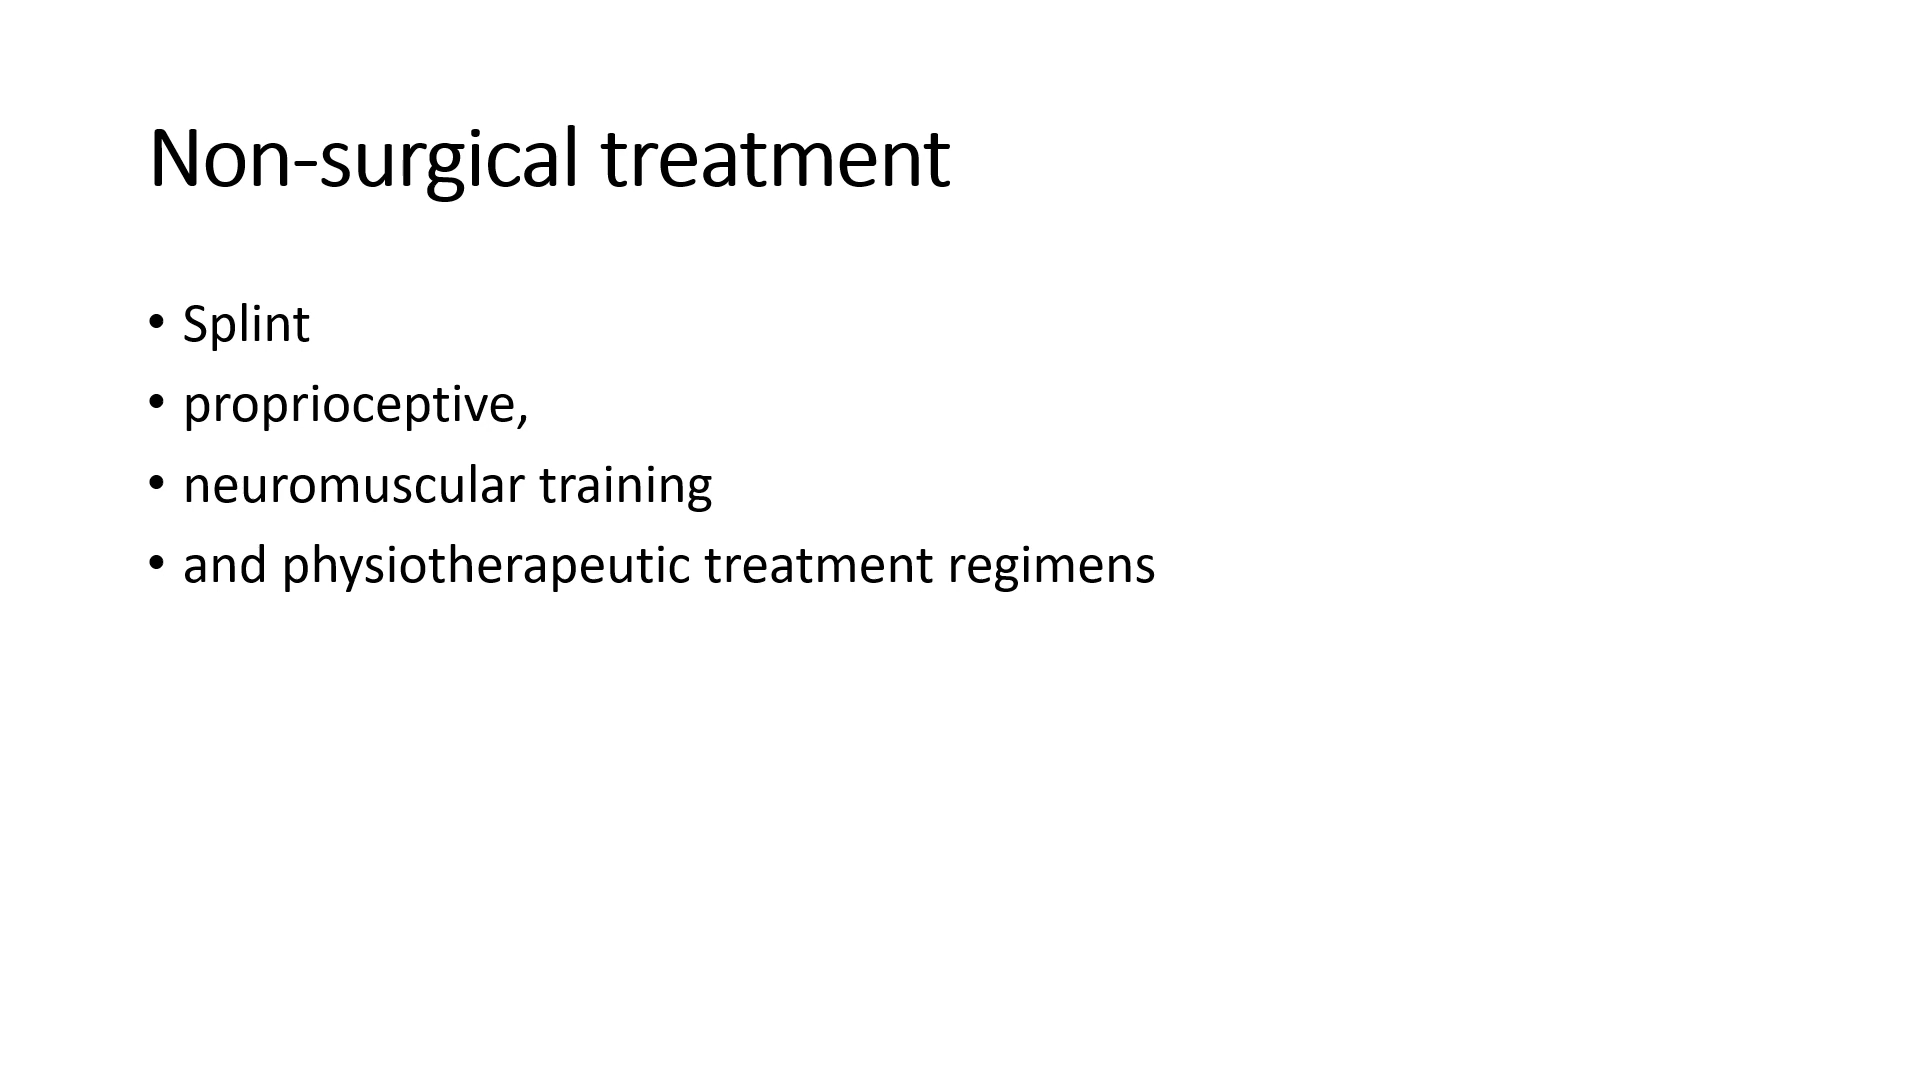 Non-surgical treatment
• Splint
• proprioceptive,
• neuromuscular training
• and physiotherapeutic treatment regimens